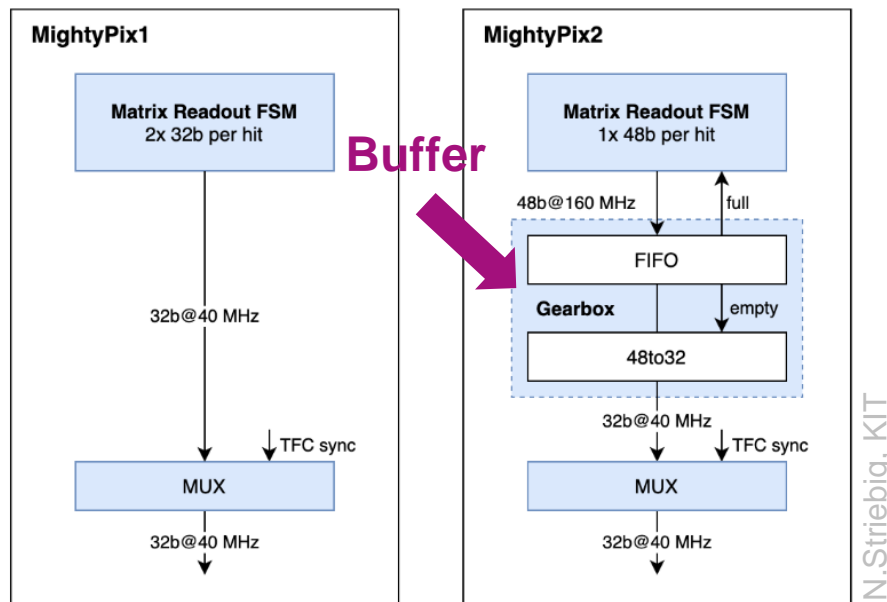 MightyPix1
Matrix Readout FSM
2x 32b per hit
32b@40 MHz
TFC sync
MUX
32b@40 MHz
Buffer
MightyPix2
Matrix Readout FSM
1x 48b per hit
48b@160 MHz
full
FIFO
Gearbox
empty
48to32
32b@40 MHz
TFC sync
MUX
32b@40 MHz
N.Striebig, KIT